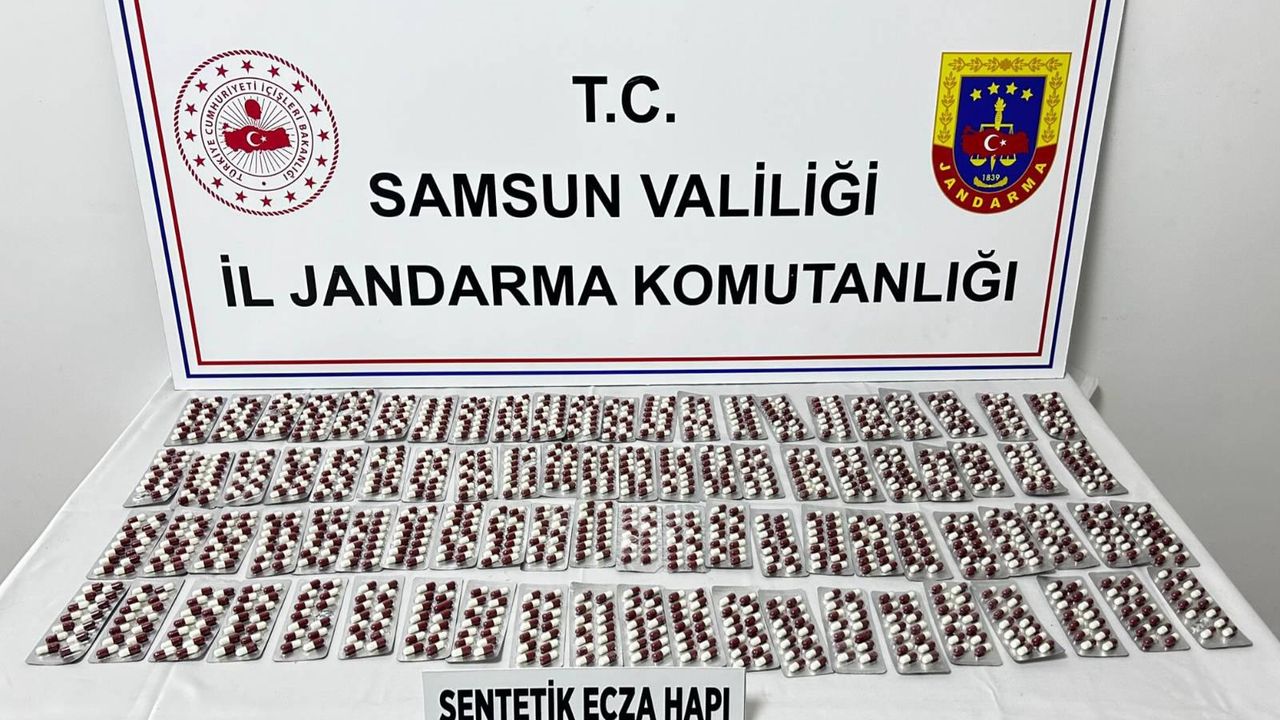 TÜRKİYE CUMHURİYETİ İÇİŞLERİ BAKANLIĞI
T.C.
SAMSUN VALİLİĞİ
İL JANDARMA KOMUTANLIĞI
1839
JANDARMA
SENTETİK ECZA HAPI